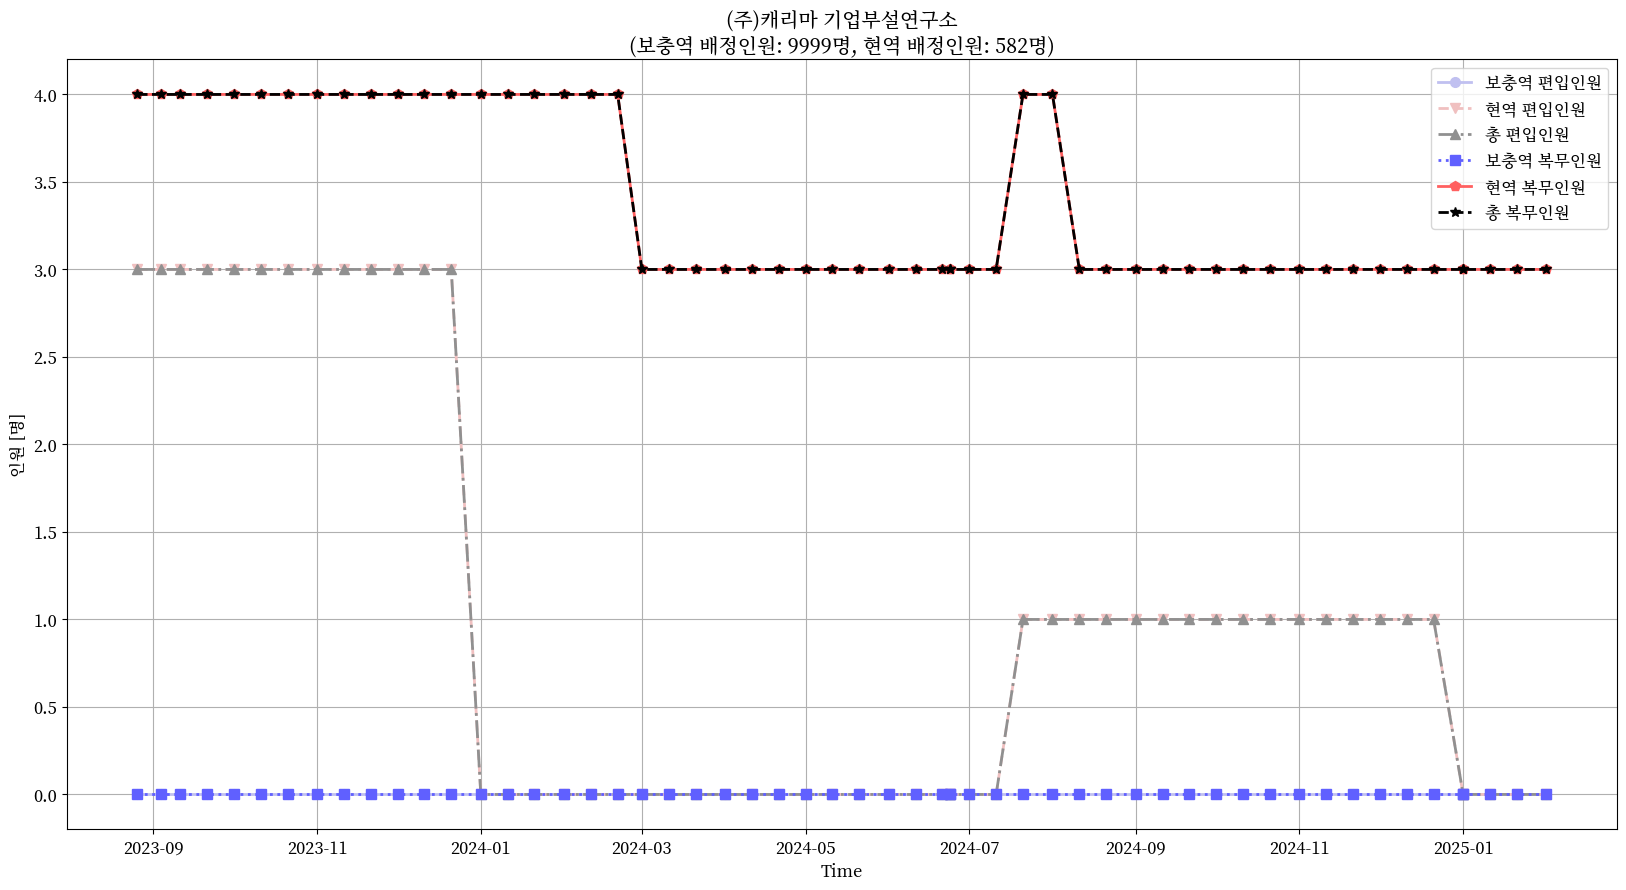 (주)캐리마 기업부설연구소
(보충역 배정인원: 9999명, 현역 배정인원: 582명)
보충역 편입인원
현역 편입인원
총 편입인원
보충역 복무인원
현역 복무인원
총 복무인원
4.0
3.5
3.0
2.5
2.0
1.5
1.0
0.5
0.0
인원 [명]
2023-09 2023-11 2024-01 2024-03 2024-05 2024-07 2024-09 2024-11 2025-01
Time